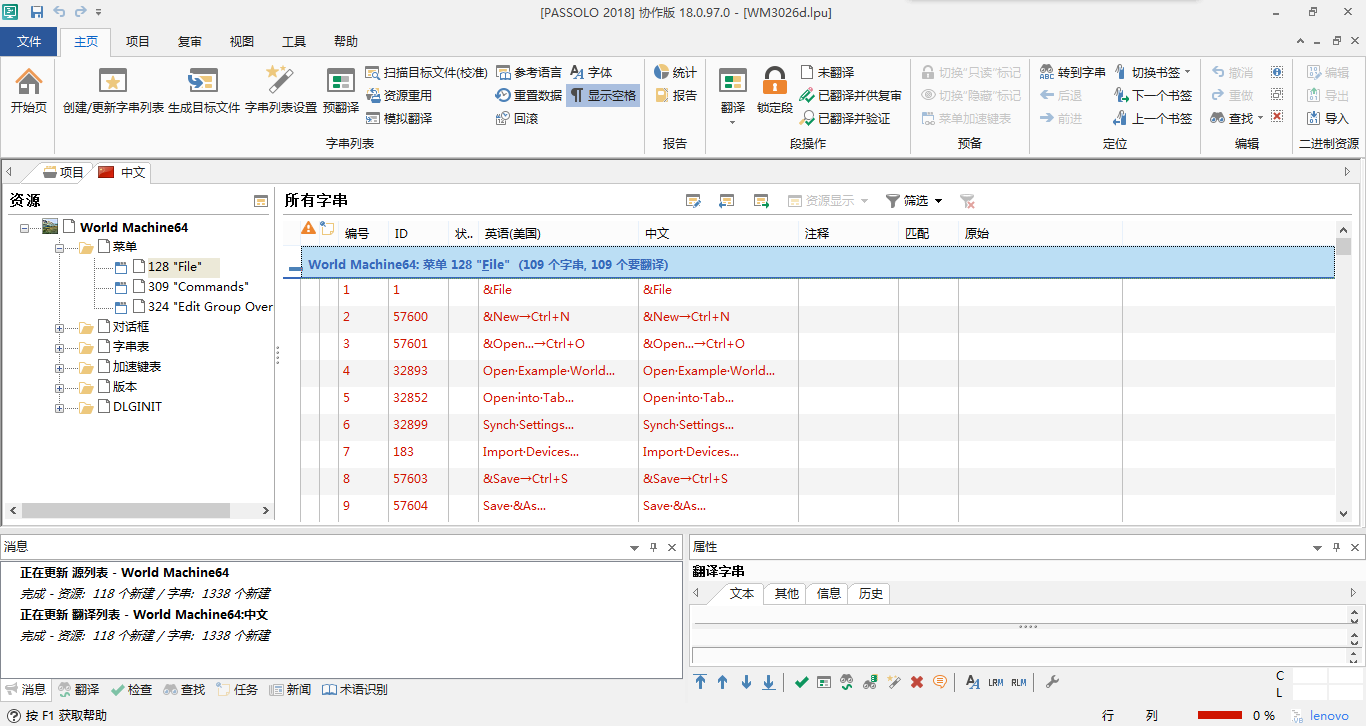 [PASSOLO 2018] 协作版 18.0.97.0 - [WM3026d.lpu]
文件 主页 项目 复审 视图 工具 帮助
开始页 创建/更新字串列表 生成目标文件 字串列表设置 预翻译
扫描目标文件(校准) 参考语言 字体
资源重用 重置数据 显示空格
模拟翻译 回滚
字串列表
统计
报告
报告
翻译 锁定段
未翻译
已翻译并供复审
已翻译并验证
段操作
切换“只读”标记
切换“隐藏”标记
菜单加速键表
预备
转到字串 切换书签
后退 下一个书签
前进 上一个书签
定位
撤消
重做
查找
编辑
编辑
导出
导入
二进制资源
项目 中文
资源
World Machine64
菜单
128 "File"
309 "Commands"
324 "Edit Group Over
对话框
字串表
加速键表
版本
DLGINIT
所有字串 资源显示 筛选
编号 ID 状.. 英语(美国) 中文 注释 匹配 原始
World Machine64: 菜单 128 "File" (109 个字串, 109 个要翻译)
1 1 &File &File
2 57600 &New→Ctrl+N &New→Ctrl+N
3 57601 &Open...→Ctrl+O &Open...→Ctrl+O
4 32893 Open·Example·World... Open·Example·World...
5 32852 Open·into·Tab... Open·into·Tab...
6 32899 Synch·Settings... Synch·Settings...
7 183 Import·Devices... Import·Devices...
8 57603 &Save→Ctrl+S &Save→Ctrl+S
9 57604 Save·&As... Save·&As...
消息
正在更新 源列表 - World Machine64
完成 - 资源: 118 个新建 / 字串: 1338 个新建
正在更新 翻译列表 - World Machine64:中文
完成 - 资源: 118 个新建 / 字串: 1338 个新建
消息 翻译 检查 查找 任务 新闻 术语识别
属性
翻译字串
文本 其他 信息 历史
LRM RLM
C
L
按 F1 获取帮助 行 列 0 % lenovo